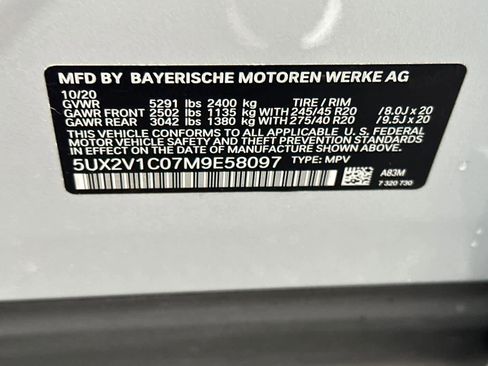 MFD BY BAYERISCHE MOTOREN WERKE AG
10/20
GVWR 5291 lbs 2400 kg TIRE / RIM
GAWR FRONT 2502 lbs 1135 kg WITH 245/45 R20 /8.0J x 20
GAWR REAR 3042 lbs 1380 kg WITH 275/40 R20 /9.5J x 20
THIS VEHICLE CONFORMS TO ALL APPLICABLE U. S. FEDERAL
MOTOR VEHICLE SAFETY AND THEFT PREVENTION STANDARDS
IN EFFECT ON THE DATE OF MANUFACTURE SHOWN ABOVE.
5UX2V1C07M9E58097 TYPE: MPV
A83M
7 320 730